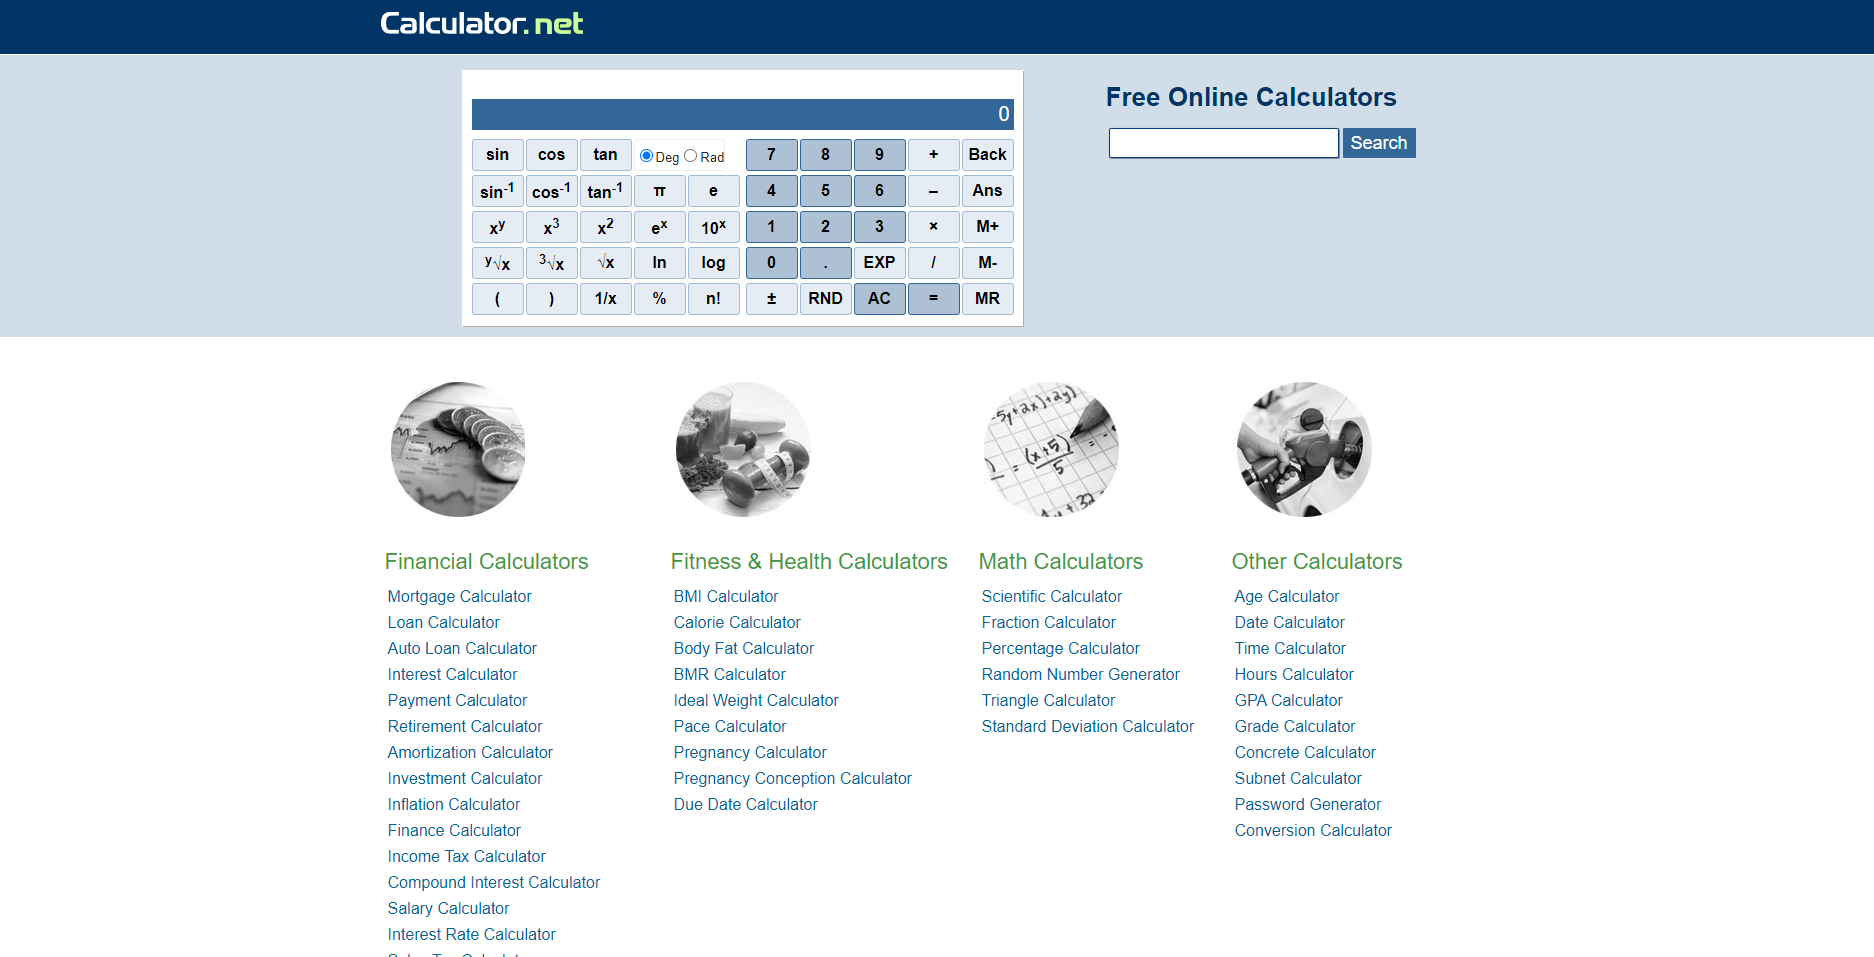 Calculator.net
0
sin cos tan Deg Rad 7 8 9 + Back
sin-1 cos-1 tan-1 π e 4 5 6 – Ans
xy x3 x2 ex 10x 1 2 3 × M+
y√x 3√x √x ln log 0 . EXP / M-
( ) 1/x % n! ± RND AC = MR
Free Online Calculators
Search
Financial Calculators
Mortgage Calculator
Loan Calculator
Auto Loan Calculator
Interest Calculator
Payment Calculator
Retirement Calculator
Amortization Calculator
Investment Calculator
Inflation Calculator
Finance Calculator
Income Tax Calculator
Compound Interest Calculator
Salary Calculator
Interest Rate Calculator
Fitness & Health Calculators
BMI Calculator
Calorie Calculator
Body Fat Calculator
BMR Calculator
Ideal Weight Calculator
Pace Calculator
Pregnancy Calculator
Pregnancy Conception Calculator
Due Date Calculator
Math Calculators
Scientific Calculator
Fraction Calculator
Percentage Calculator
Random Number Generator
Triangle Calculator
Standard Deviation Calculator
Other Calculators
Age Calculator
Date Calculator
Time Calculator
Hours Calculator
GPA Calculator
Grade Calculator
Concrete Calculator
Subnet Calculator
Password Generator
Conversion Calculator